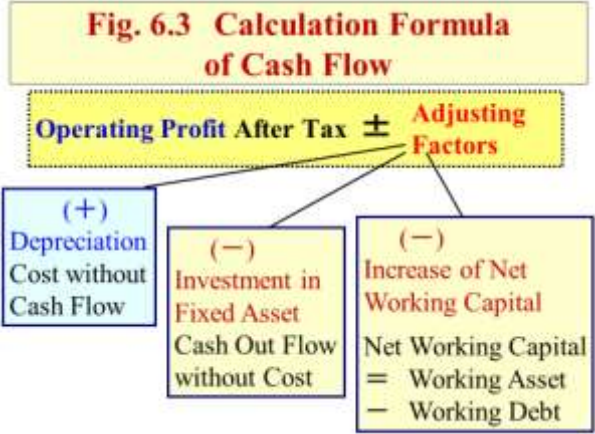 Fig. 6.3 Calculation Formula
of Cash Flow
Operating Profit After Tax ± Adjusting
Factors
(+)
Depreciation
Cost without
Cash Flow
(−)
Investment in
Fixed Asset
Cash Out Flow
without Cost
(−)
Increase of Net
Working Capital
Net Working Capital
= Working Asset
− Working Debt